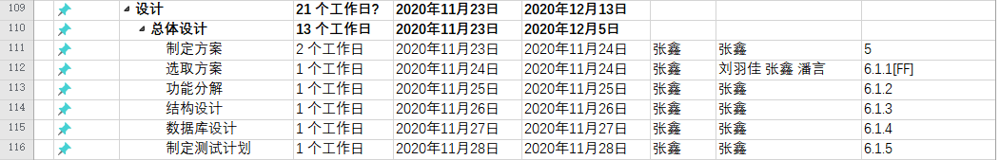 109 设计 21 个工作日? 2020年11月23日 2020年12月13日
110 总体设计 13 个工作日 2020年11月23日 2020年12月5日
111 制定方案 2 个工作日 2020年11月23日 2020年11月24日 张鑫 张鑫 5
112 选取方案 1 个工作日 2020年11月24日 2020年11月24日 张鑫 刘羽佳 张鑫 潘言 6.1.1[FF]
113 功能分解 1 个工作日 2020年11月25日 2020年11月25日 张鑫 张鑫 6.1.2
114 结构设计 1 个工作日 2020年11月26日 2020年11月26日 张鑫 张鑫 6.1.3
115 数据库设计 1 个工作日 2020年11月27日 2020年11月27日 张鑫 张鑫 6.1.4
116 制定测试计划 1 个工作日 2020年11月28日 2020年11月28日 张鑫 张鑫 6.1.5